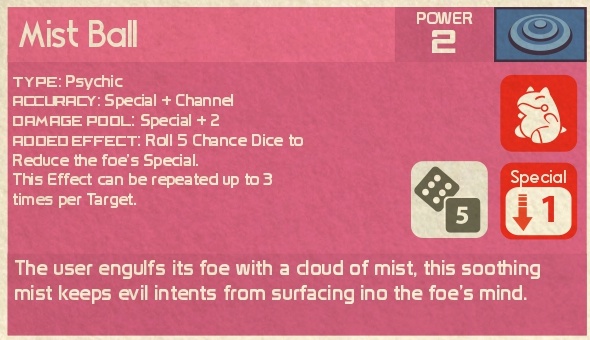 Mist Ball
POWER
2
TYPE: Psychic
ACCURACY: Special + Channel
DAMAGE POOL: Special + 2
ADDED EFFECT: Roll 5 Chance Dice to
Reduce the foe's Special.
This Effect can be repeated up to 3
times per Target.
5
Special
1
The user engulfs its foe with a cloud of mist, this soothing
mist keeps evil intents from surfacing ino the foe's mind.